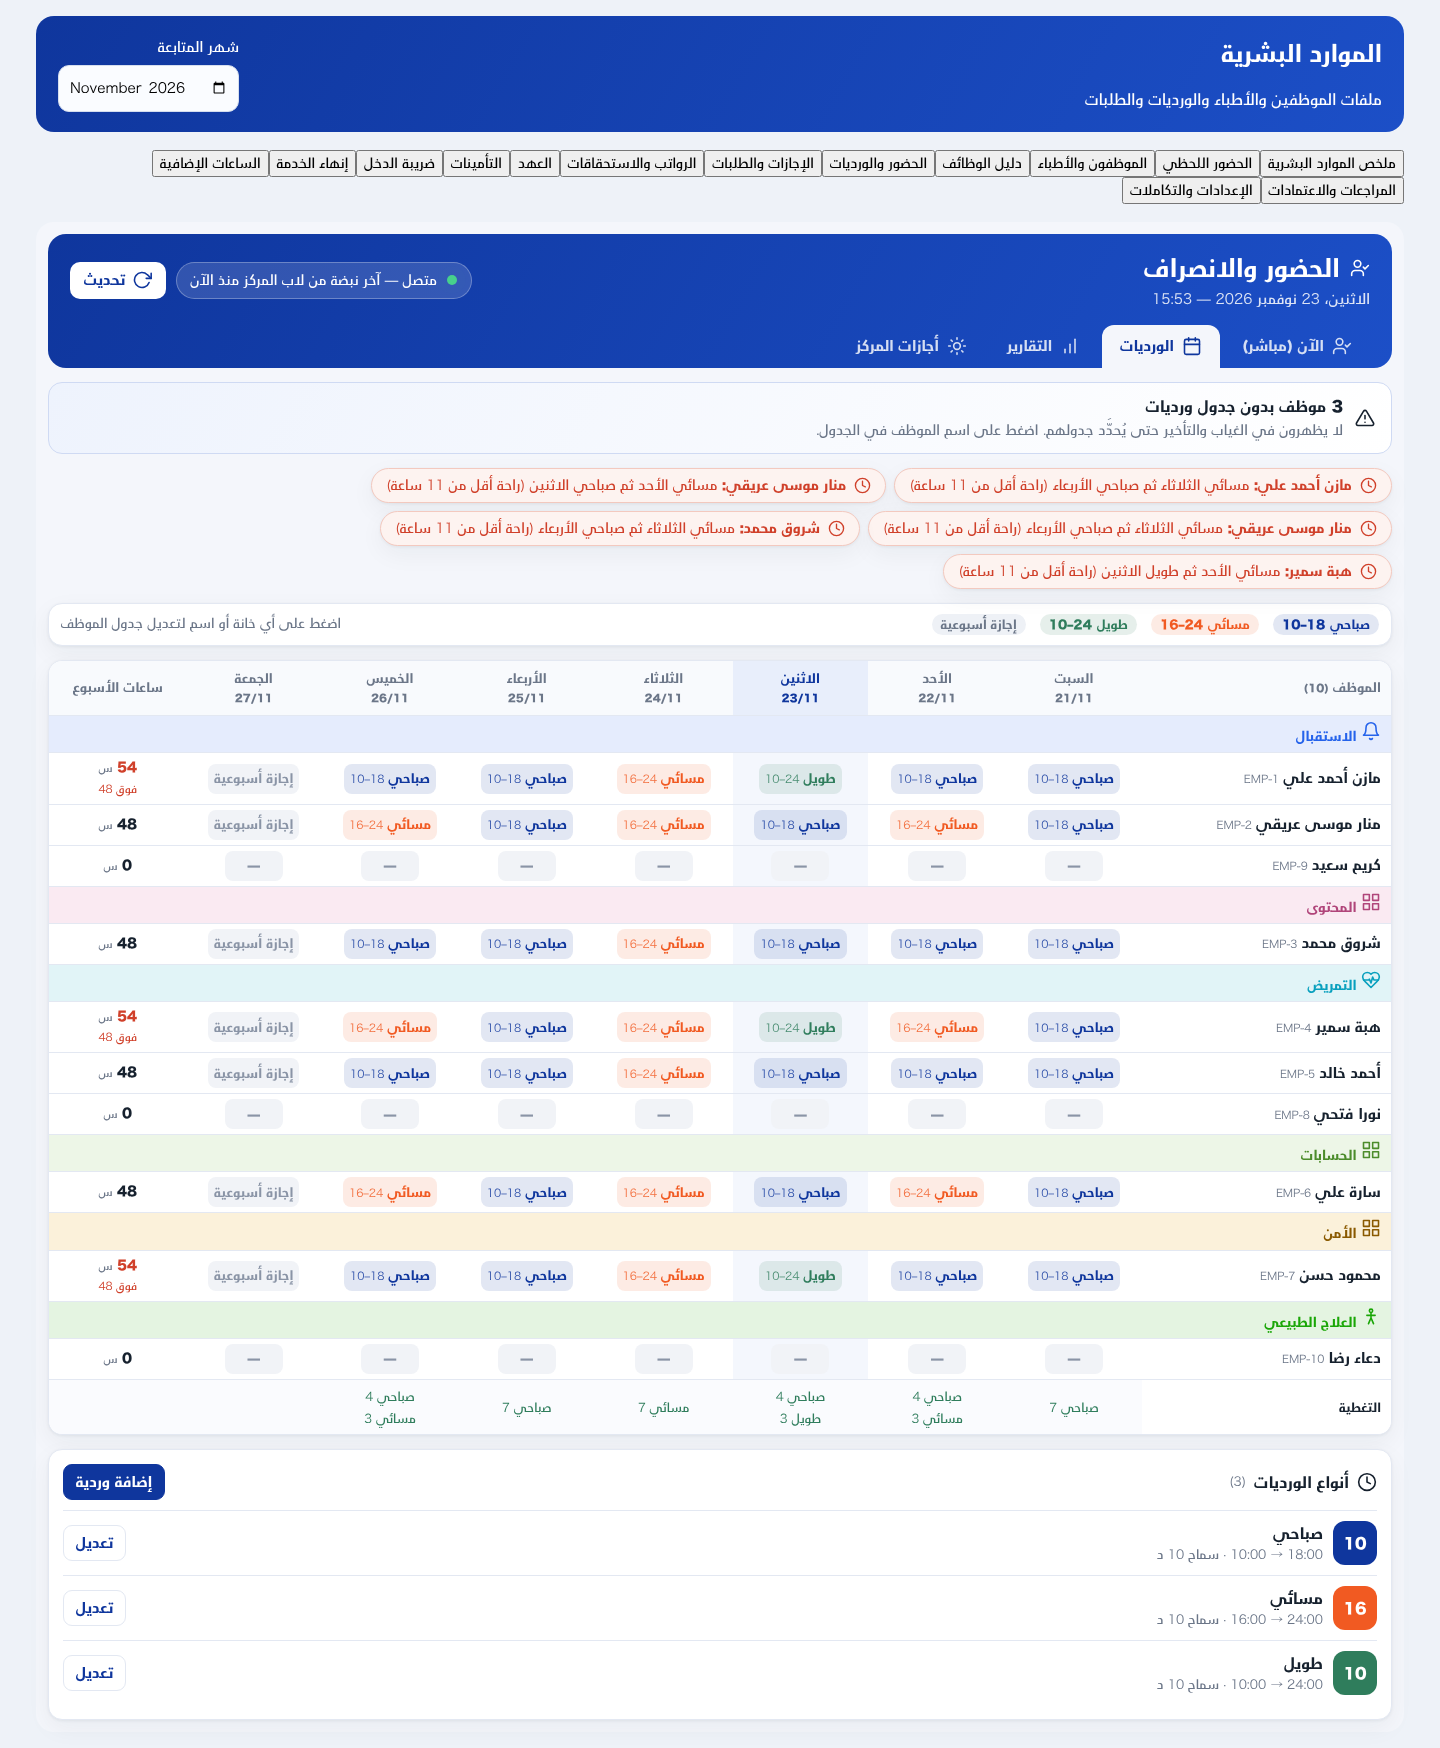 الموارد البشرية
ملفات الموظفين والأطباء والورديات والطلبات
شهر المتابعة
November 2026
ملخص الموارد البشرية الحضور اللحظي الموظفون والأطباء دليل الوظائف الحضور والورديات الإجازات والطلبات الرواتب والاستحقاقات العهد التأمينات ضريبة الدخل إنهاء الخدمة الساعات الإضافية
المراجعات والاعتمادات الإعدادات والتكاملات
الحضور والانصراف
الاثنين، 23 نوفمبر 2026 — 15:53
متصل — آخر نبضة من لاب المركز منذ الآن
تحديث
الآن (مباشر) الورديات التقارير أجازات المركز
3 موظف بدون جدول ورديات
لا يظهرون في الغياب والتأخير حتى يُحدَّد جدولهم. اضغط على اسم الموظف في الجدول.
مازن أحمد علي: مسائي الثلاثاء ثم صباحي الأربعاء (راحة أقل من 11 ساعة)
منار موسى عريقي: مسائي الأحد ثم صباحي الاثنين (راحة أقل من 11 ساعة)
منار موسى عريقي: مسائي الثلاثاء ثم صباحي الأربعاء (راحة أقل من 11 ساعة)
شروق محمد: مسائي الثلاثاء ثم صباحي الأربعاء (راحة أقل من 11 ساعة)
هبة سمير: مسائي الأحد ثم طويل الاثنين (راحة أقل من 11 ساعة)
صباحي 18–10 مسائي 24–16 طويل 24–10 إجازة أسبوعية
اضغط على أي خانة أو اسم لتعديل جدول الموظف
الموظف (10) السبت 21/11 الأحد 22/11 الاثنين 23/11 الثلاثاء 24/11 الأربعاء 25/11 الخميس 26/11 الجمعة 27/11 ساعات الأسبوع
الاستقبال
مازن أحمد علي EMP-1 صباحي 18–10 صباحي 18–10 طويل 24–10 مسائي 24–16 صباحي 18–10 صباحي 18–10 إجازة أسبوعية 54 س فوق 48
منار موسى عريقي EMP-2 صباحي 18–10 مسائي 24–16 صباحي 18–10 مسائي 24–16 صباحي 18–10 مسائي 24–16 إجازة أسبوعية 48 س
كريم سعيد EMP-9 — — — — — — — 0 س
المحتوى
شروق محمد EMP-3 صباحي 18–10 صباحي 18–10 صباحي 18–10 مسائي 24–16 صباحي 18–10 صباحي 18–10 إجازة أسبوعية 48 س
التمريض
هبة سمير EMP-4 صباحي 18–10 مسائي 24–16 طويل 24–10 مسائي 24–16 صباحي 18–10 مسائي 24–16 إجازة أسبوعية 54 س فوق 48
أحمد خالد EMP-5 صباحي 18–10 صباحي 18–10 صباحي 18–10 مسائي 24–16 صباحي 18–10 صباحي 18–10 إجازة أسبوعية 48 س
نورا فتحي EMP-8 — — — — — — — 0 س
الحسابات
سارة علي EMP-6 صباحي 18–10 مسائي 24–16 صباحي 18–10 مسائي 24–16 صباحي 18–10 مسائي 24–16 إجازة أسبوعية 48 س
الأمن
محمود حسن EMP-7 صباحي 18–10 صباحي 18–10 طويل 24–10 مسائي 24–16 صباحي 18–10 صباحي 18–10 إجازة أسبوعية 54 س فوق 48
العلاج الطبيعي
دعاء رضا EMP-10 — — — — — — — 0 س
التغطية صباحي 7 صباحي 4 مسائي 3 صباحي 4 طويل 3 مسائي 7 صباحي 7 صباحي 4 مسائي 3
أنواع الورديات (3)
إضافة وردية
10 صباحي
10:00 → 18:00 · سماح 10 د
تعديل
16 مسائي
16:00 → 24:00 · سماح 10 د
تعديل
10 طويل
10:00 → 24:00 · سماح 10 د
تعديل